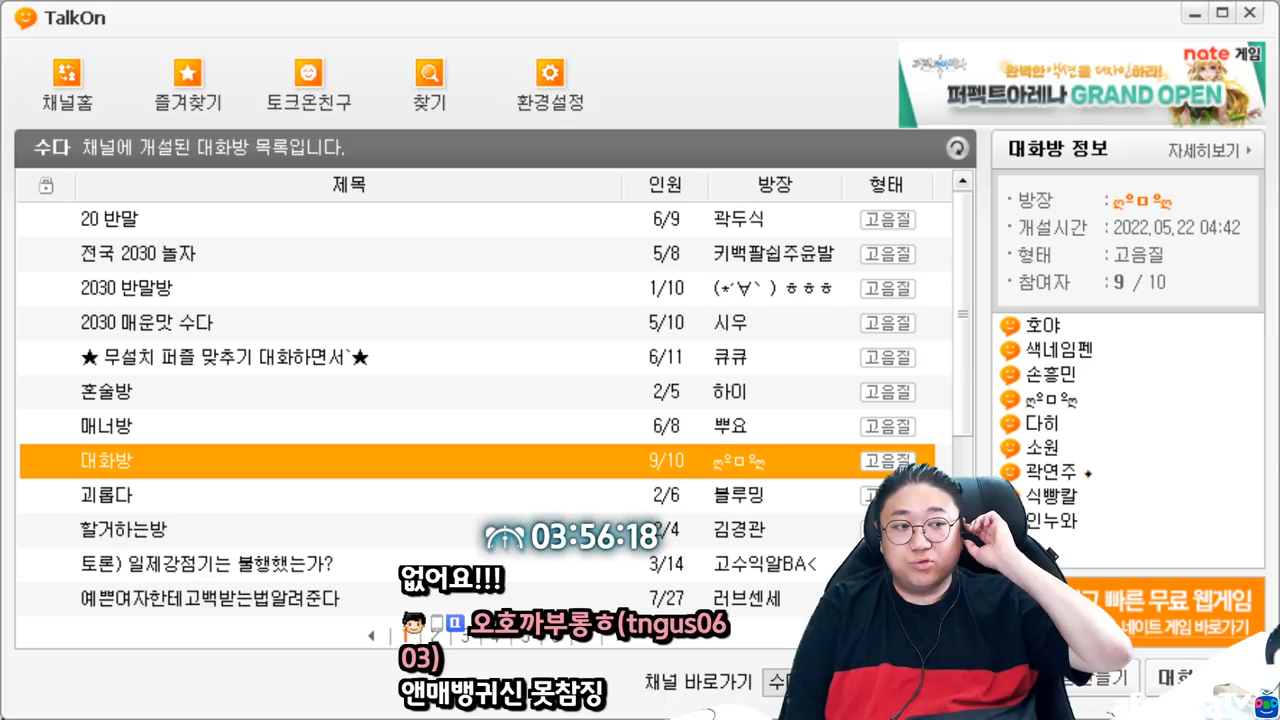 TalkOn
채널홈
즐겨찾기
토크온친구
찾기
환경설정
nate 게임
완벽한액션을 디자인하라!
퍼펙트아레나 GRAND OPEN
수다 채널에 개설된 대화방 목록입니다.
제목 인원 방장 형태
20 반말 6/9 곽두식 고음질
전국 2030 놀자 5/8 키백팔쉽주윤발 고음질
2030 반말방 1/10 (*´∀` ) ㅎㅎㅎ 고음질
2030 매운맛 수다 5/10 시우 고음질
★ 무설치 퍼즐 맞추기 대화하면서`★ 6/11 큐큐 고음질
혼술방 2/5 하이 고음질
매너방 6/8 뿌요 고음질
대화방 9/10 ღº ㅁ ºღ 고음질
괴롭다 2/6 블루밍
할거하는방 2/4 김경관
토론) 일제강점기는 불행했는가? 3/14 고수익알BA<
예쁜여자한테고백받는법알려준다 7/27 러브센세
대화방 정보 자세히보기
· 방장 : ღº ㅁ ºღ
· 개설시간 : 2022.05.22 04:42
· 형태 : 고음질
· 참여자 : 9 / 10
호야
색네임펜
손흥민
ღº ㅁ ºღ
다히
소원
곽연주
식빵칼
민누와
03:56:18
없어요!!!
오호까부롱ㅎ(tngus06
03)
앤매뱅귀신 못참징
빠른 무료 웹게임
네이트 게임 바로가기
채널 바로가기 수
들기
대화